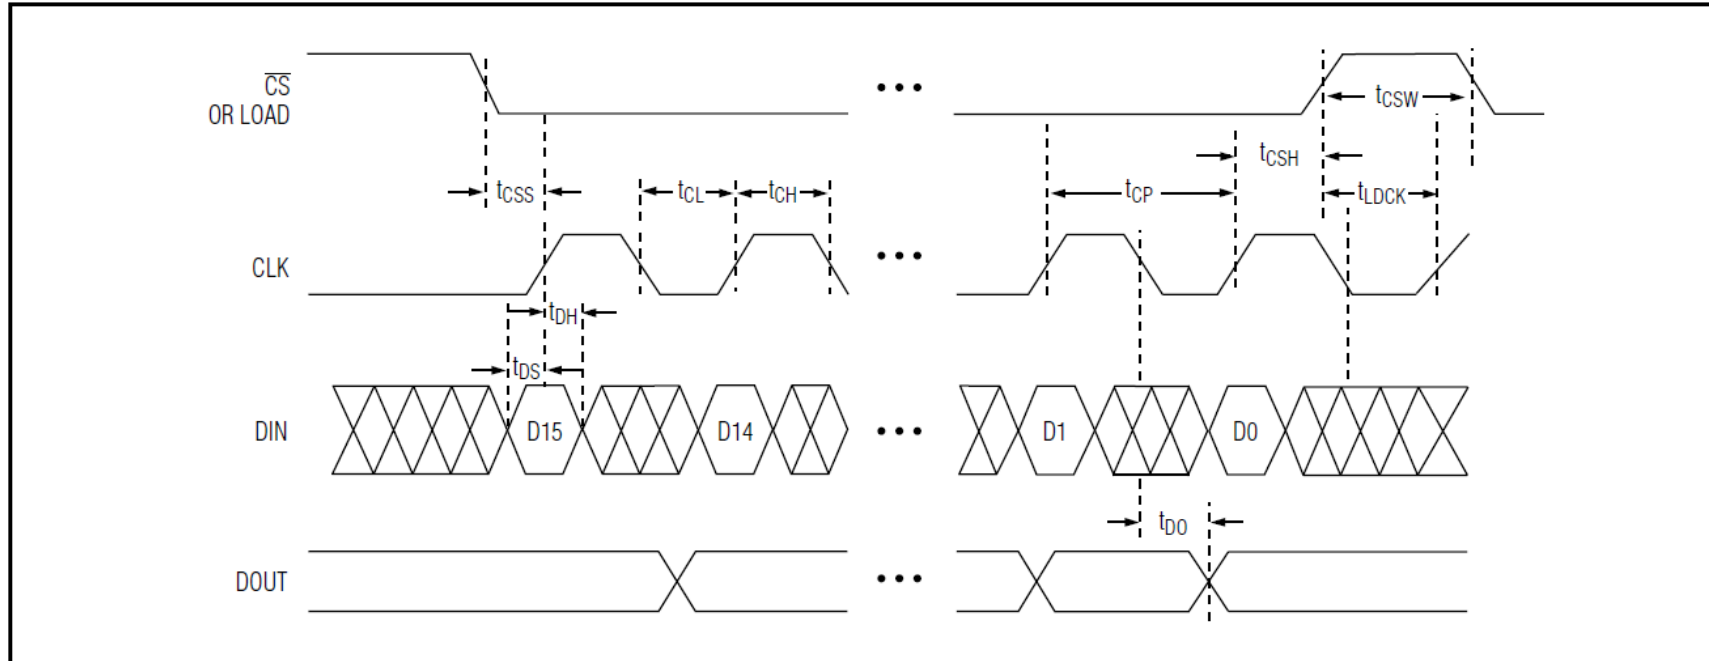 CS
OR LOAD
tCSW
tCSH
tCSS
tCL
tCH
tCP
tLDCK
CLK
tDH
tDS
DIN
D15
D14
D1
D0
tDO
DOUT